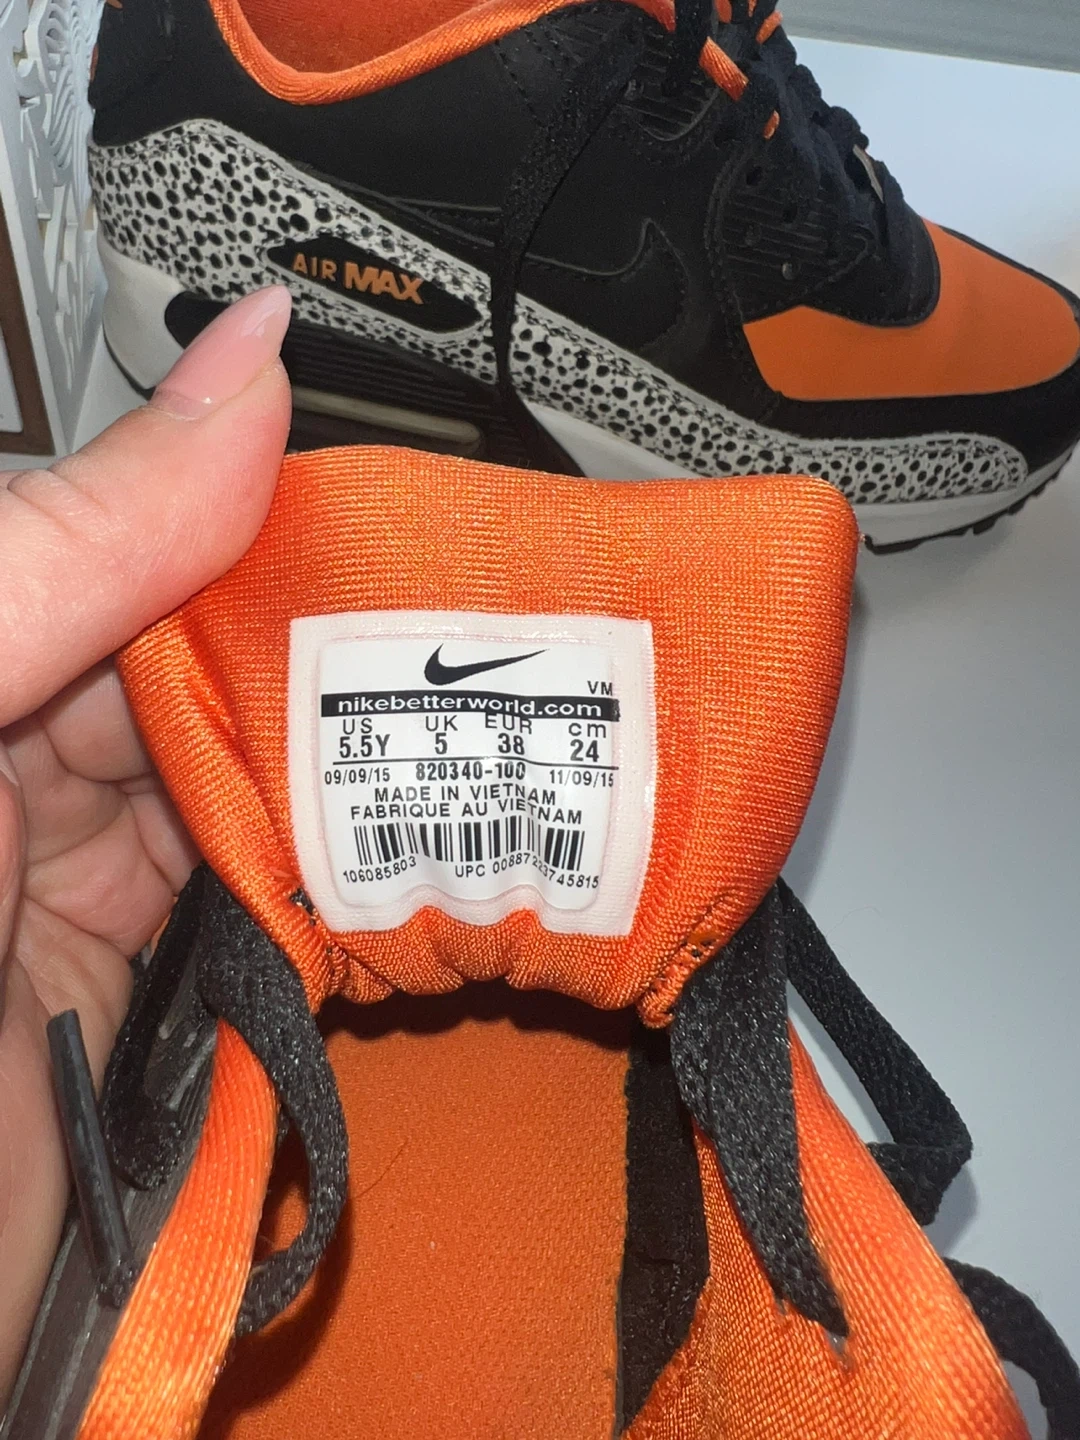 AIR MAX
VM
nikebetterworld.com
US UK EUR cm
5.5Y 5 38 24
09/09/15 820340-100 11/09/15
MADE IN VIETNAM
FABRIQUE AU VIETNAM
106085803 UPC 00887223745815